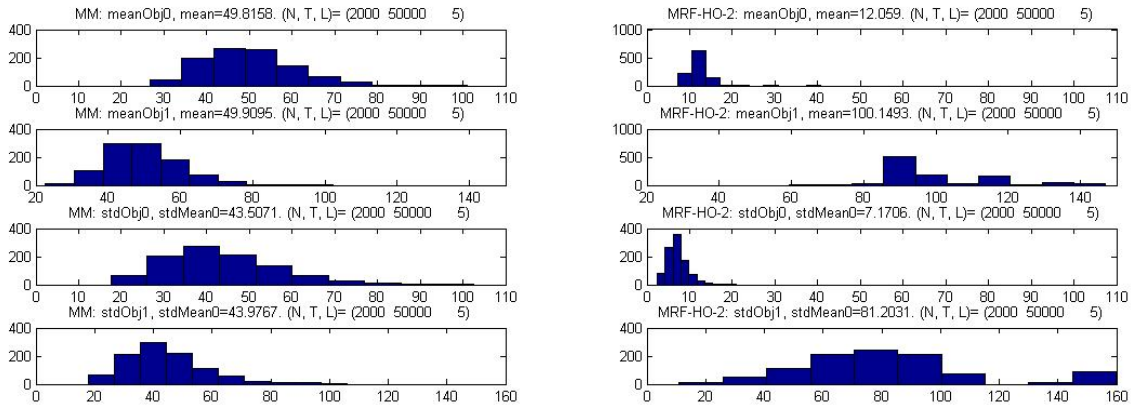 MM: meanObj0, mean=49.8158. (N, T, L)= (2000 50000 5)
400
200
0
0 10 20 30 40 50 60 70 80 90 100 110
MM: meanObj1, mean=49.9095. (N, T, L)= (2000 50000 5)
400
200
0
20 40 60 80 100 120 140
MM: stdObj0, stdMean0=43.5071. (N, T, L)= (2000 50000 5)
400
200
0
0 20 30 40 50 60 70 80 90 100 110
MM: stdObj1, stdMean0=43.9767. (N, T, L)= (2000 50000 5)
400
200
0
0 20 40 60 80 100 120 140 160
MRF-HO-2: meanObj0, mean=12.059. (N, T, L)= (2000 50000 5)
1000
500
0
0 10 20 30 40 50 60 70 80 90 100 110
MRF-HO-2: meanObj1, mean=100.1493. (N, T, L)= (2000 50000 5)
1000
500
0
20 40 60 80 100 120 140
MRF-HO-2: stdObj0, stdMean0=7.1706. (N, T, L)= (2000 50000 5)
400
200
0
0 10 20 30 40 50 60 70 80 90 100 110
MRF-HO-2: stdObj1, stdMean0=81.2031. (N, T, L)= (2000 50000 5)
400
200
0
0 20 40 60 80 100 120 140 160